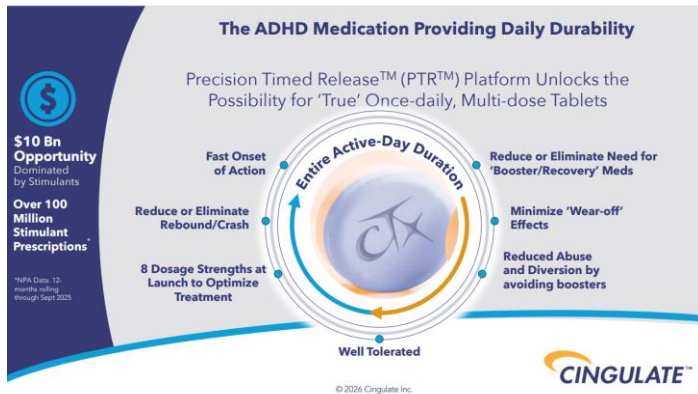 The ADHD Medication Providing Daily Durability
Precision Timed Release™ (PTR™) Platform Unlocks the
Possibility for ‘True’ Once-daily, Multi-dose Tablets
$10 Bn
Opportunity
Dominated
by Stimulants
Over 100
Million
Stimulant
Prescriptions*
*NPA Data. 12-
months rolling
through Sept 2025
Entire Active-Day Duration
CTx
Fast Onset
of Action
Reduce or Eliminate
Rebound/Crash
8 Dosage Strengths at
Launch to Optimize
Treatment
Reduce or Eliminate Need for
‘Booster/Recovery’ Meds
Minimize ‘Wear-off’
Effects
Reduced Abuse
and Diversion by
avoiding boosters
Well Tolerated
CINGULATE™
© 2026 Cingulate Inc.